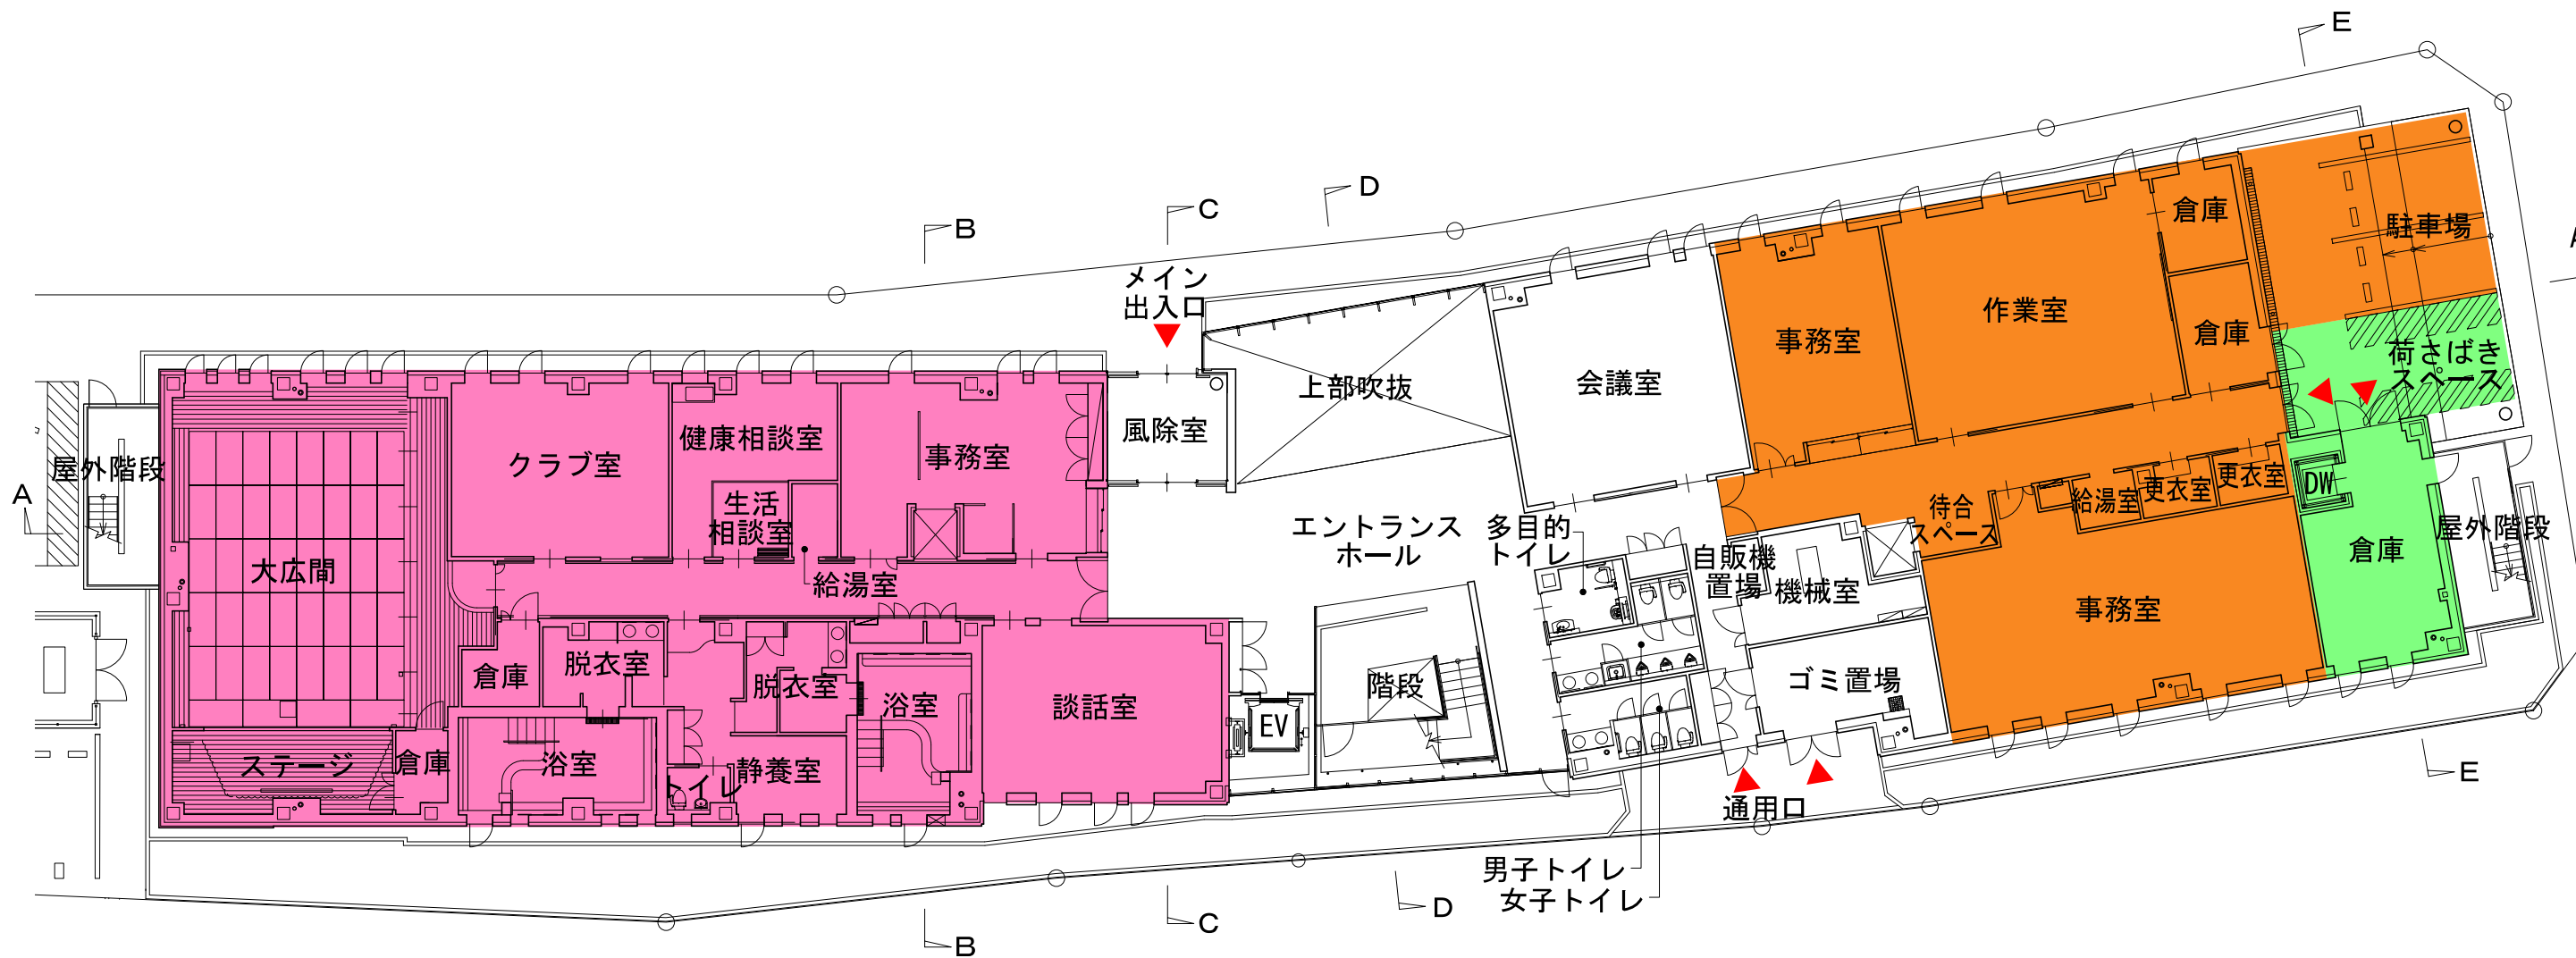 E
D
C
B
メイン
出入口
倉庫
駐車場
作業室
倉庫
事務室
荷さばき
スペース
会議室
上部吹抜
風除室
健康相談室
事務室
クラブ室
屋外階段
A
生活
相談室
給湯室
大広間
エントランス
ホール
多目的
トイレ
自販機
置場
機械室
待合
スペース
給湯室
更衣室
更衣室
DW
倉庫
屋外階段
事務室
ゴミ置場
階段
EV
談話室
浴室
脱衣室
脱衣室
倉庫
ステージ
倉庫
浴室
トイレ
静養室
通用口
男子トイレ
女子トイレ
E
D
C
B